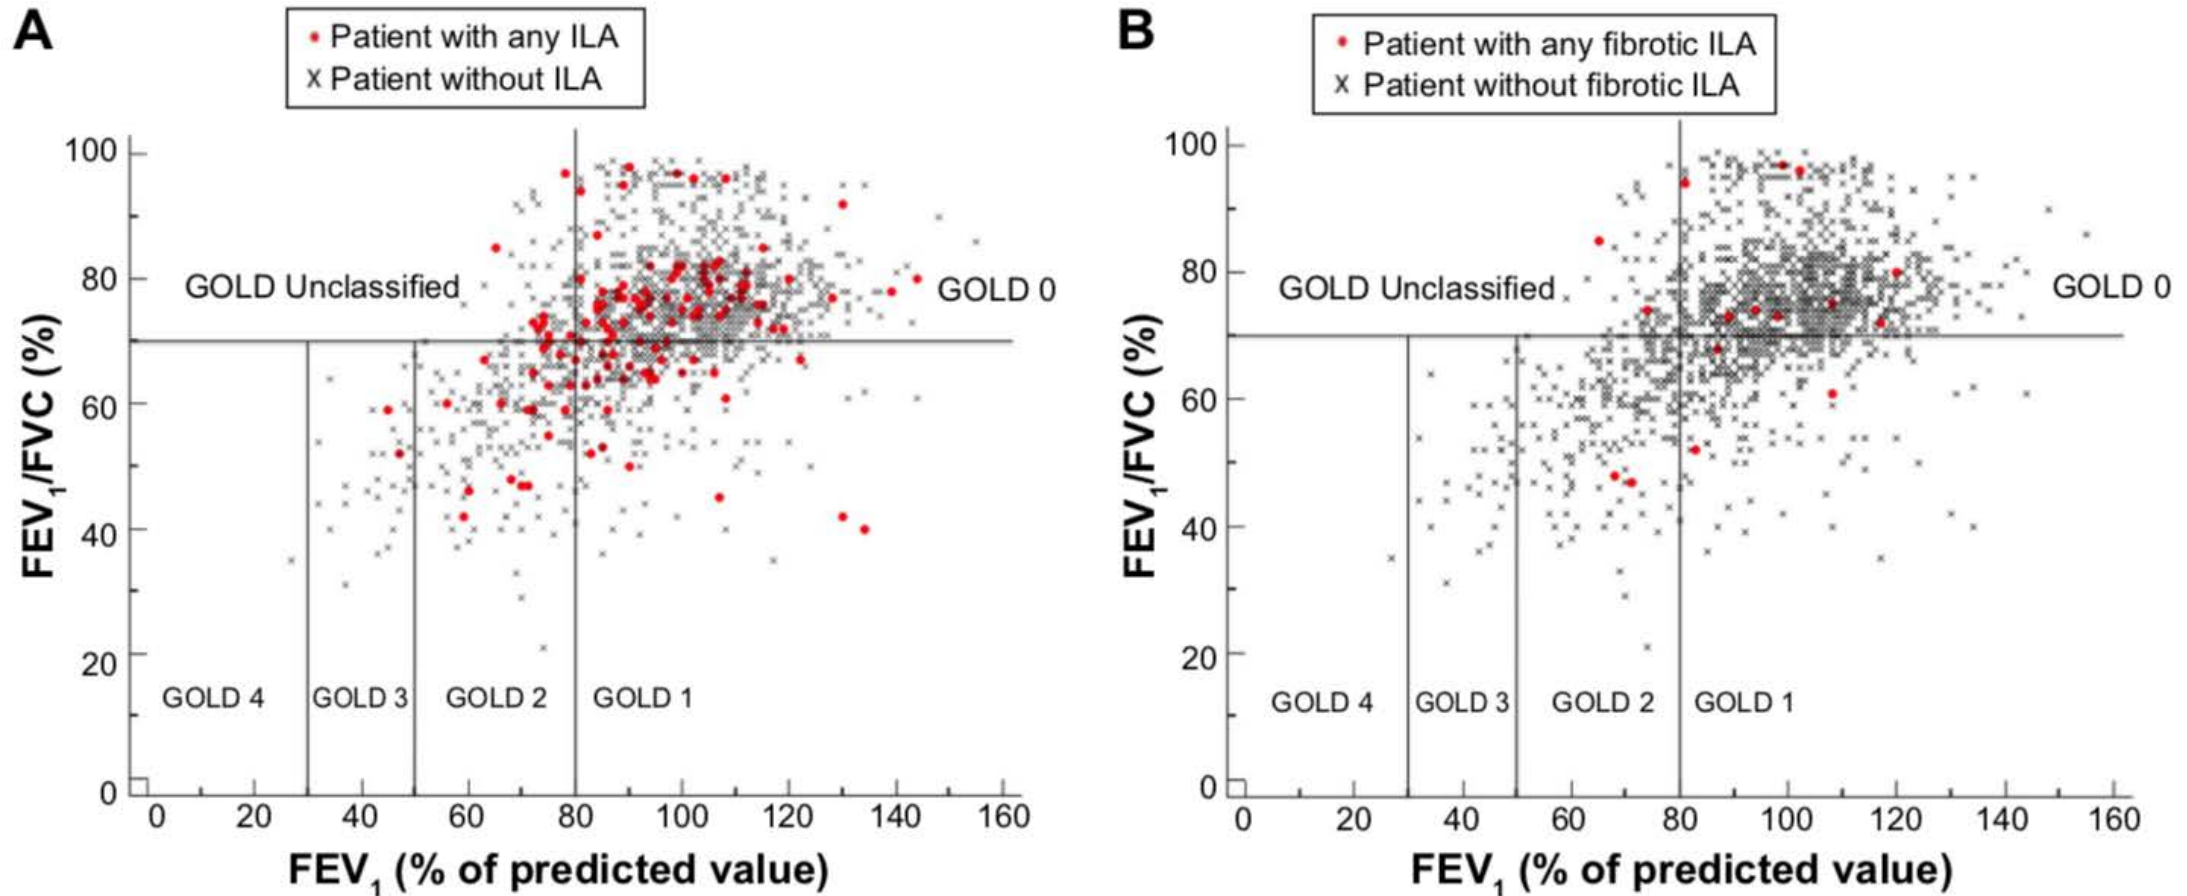 A
• Patient with any ILA
x Patient without ILA
100
80
60
40
20
0
FEV1/FVC (%)
GOLD Unclassified
GOLD 0
GOLD 4
GOLD 3
GOLD 2
GOLD 1
0 20 40 60 80 100 120 140 160
FEV1 (% of predicted value)
B
• Patient with any fibrotic ILA
x Patient without fibrotic ILA
100
80
60
40
20
0
FEV1/FVC (%)
GOLD Unclassified
GOLD 0
GOLD 4
GOLD 3
GOLD 2
GOLD 1
0 20 40 60 80 100 120 140 160
FEV1 (% of predicted value)